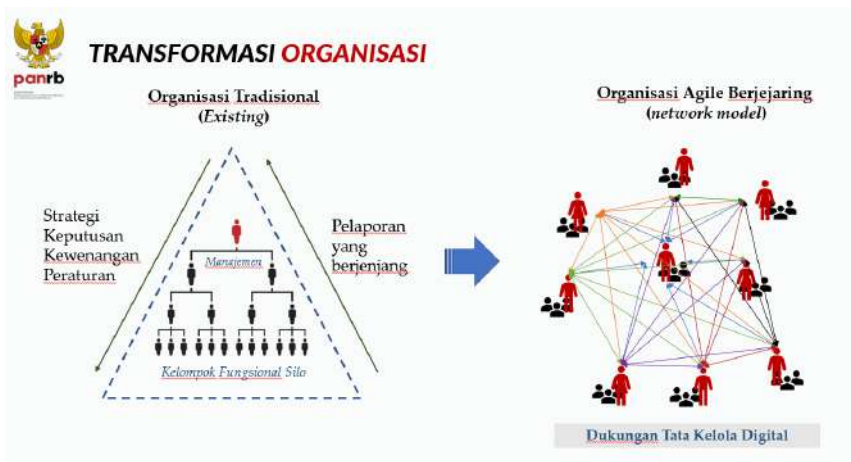 panrb
TRANSFORMASI ORGANISASI
Organisasi Tradisional
(Existing)
Strategi
Keputusan
Kewenangan
Peraturan
Manajemen
Kelompok Fungsional Silo
Pelaporan
yang
berjenjang
Organisasi Agile Berjejaring
(network model)
Dukungan Tata Kelola Digital